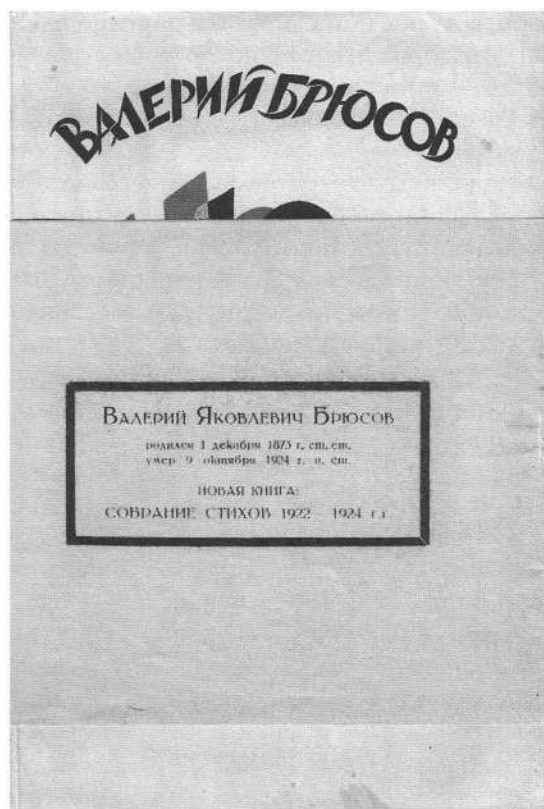 ВАЛЕРИЙ БРЮСОВ
ВАЛЕРИЙ ЯКОВЛЕВИЧ БРЮСОВ
родился 1 декабря 1873 г. ст. ст.
умер 9 октября 1924 г. н. ст.
НОВАЯ КНИГА:
СОБРАНИЕ СТИХОВ 1922 - 1924 г.г.